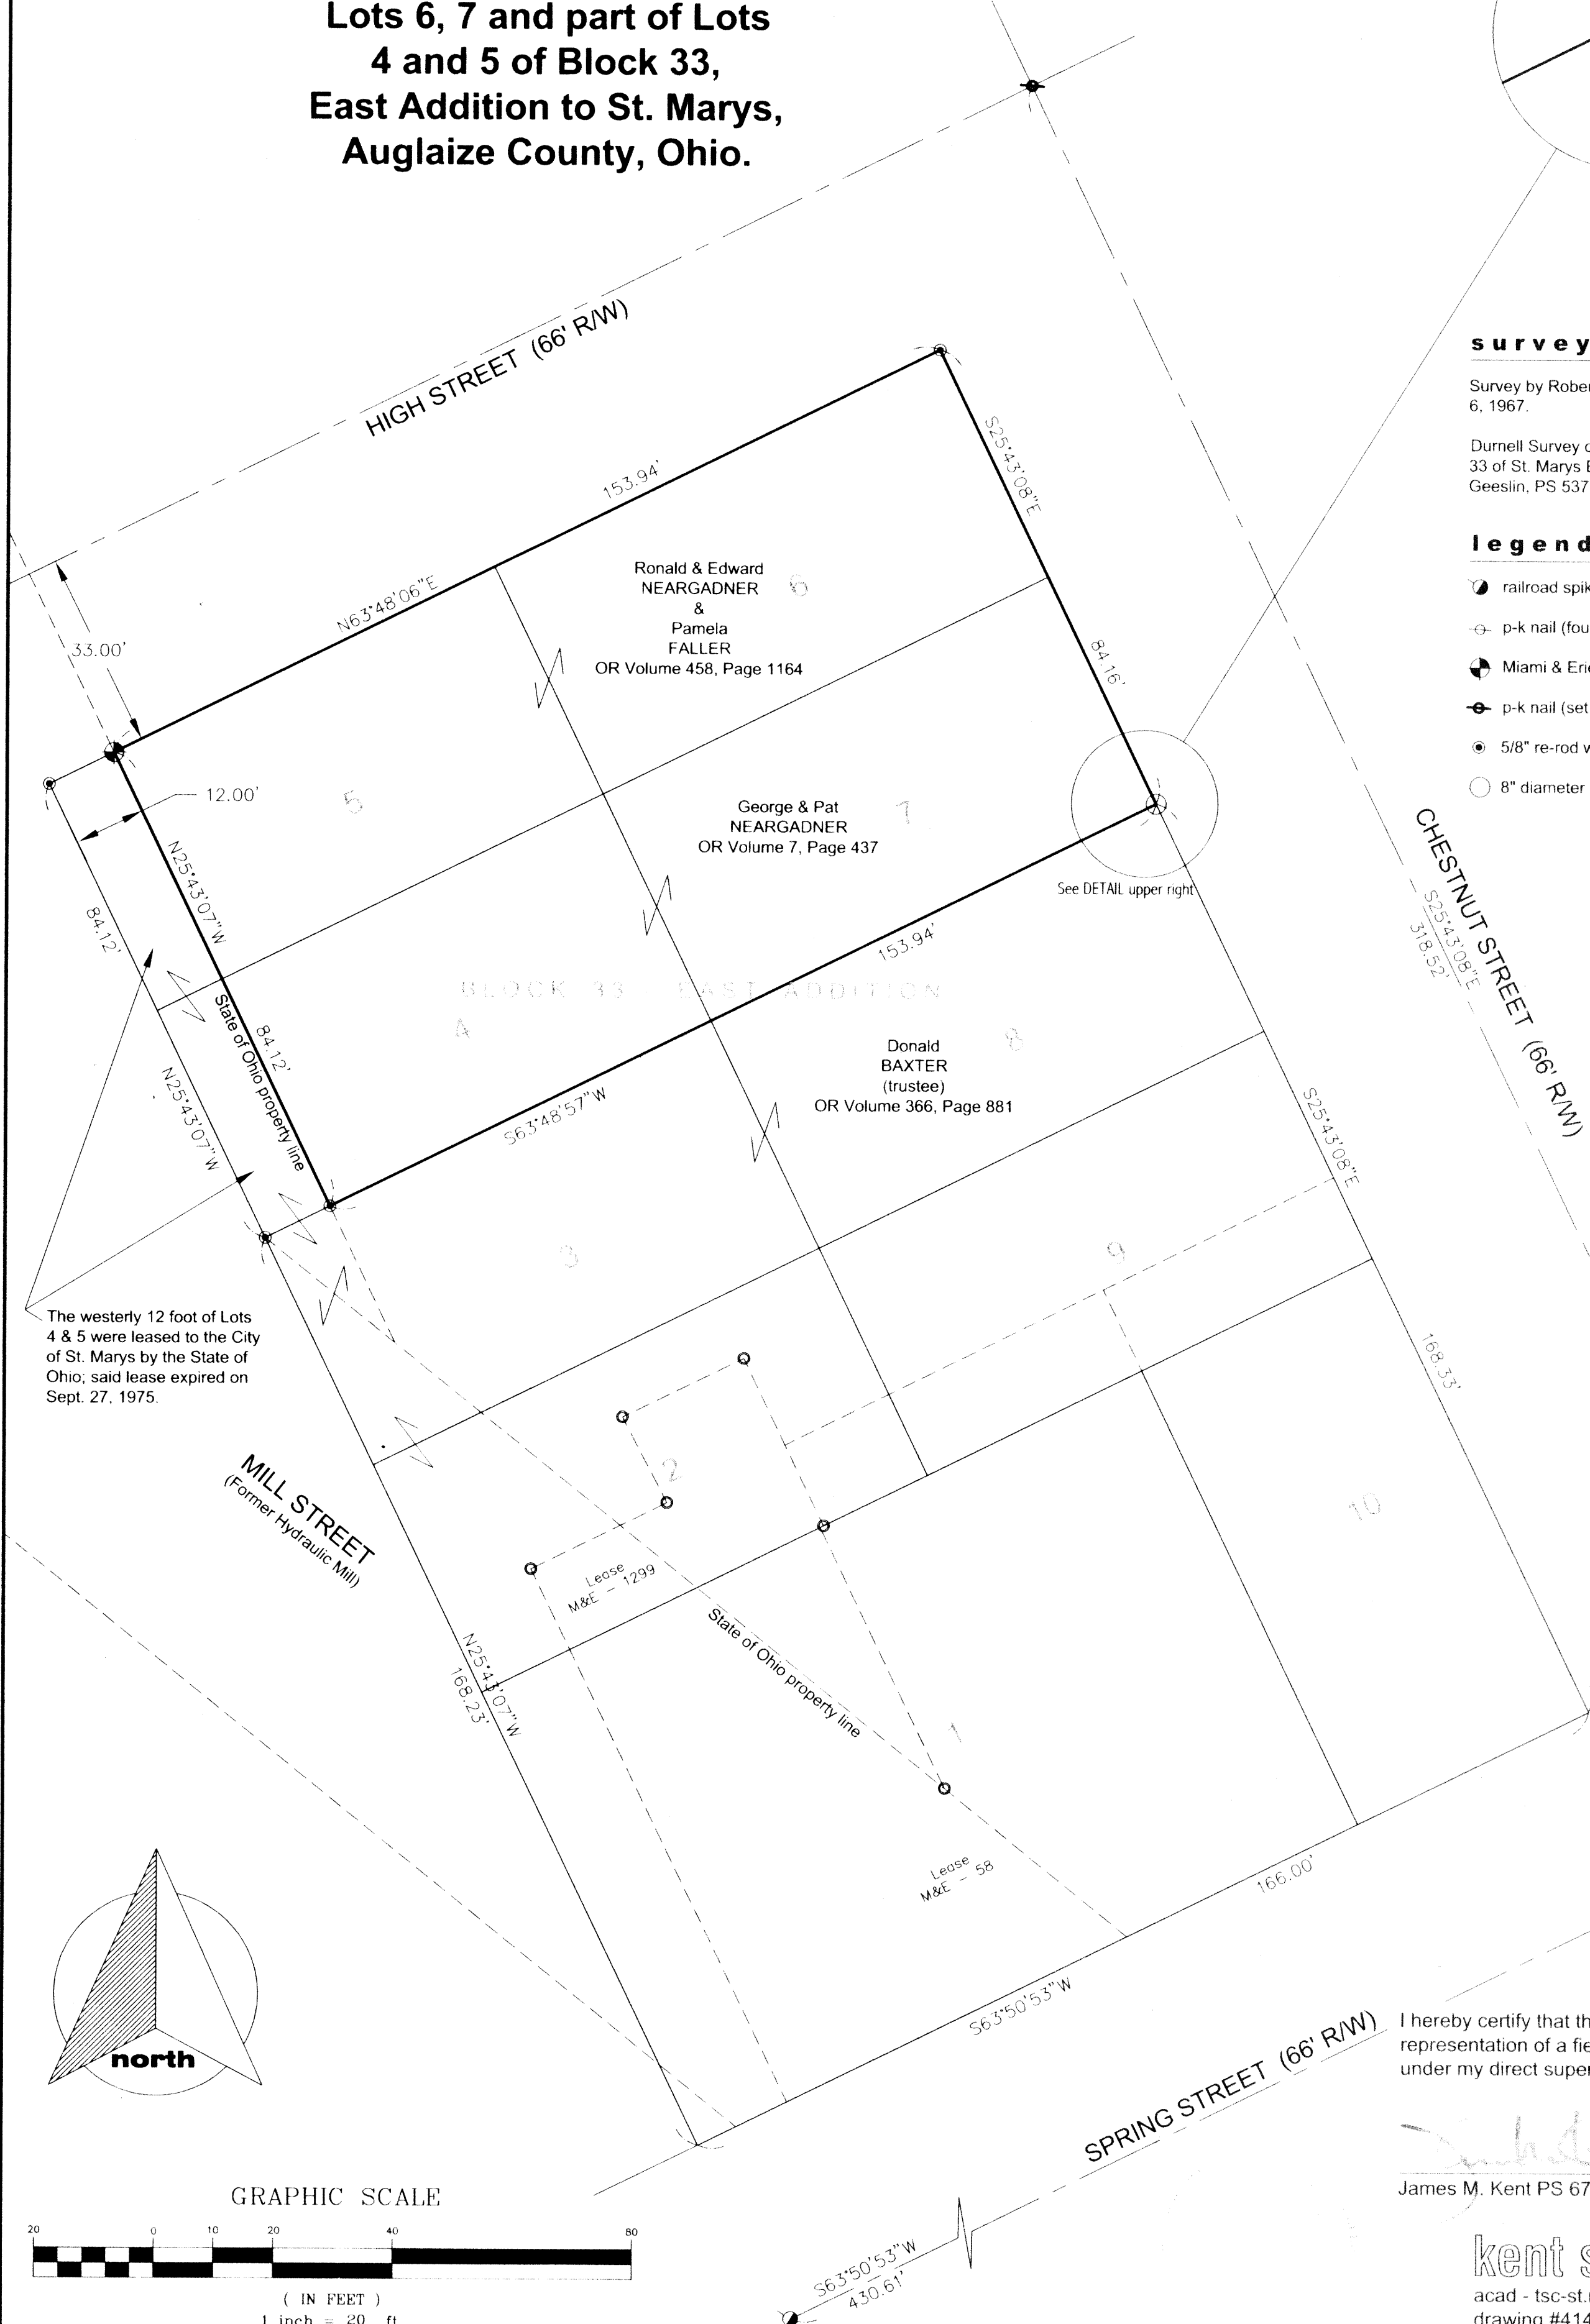 Lots 6, 7 and part of Lots
4 and 5 of Block 33,
East Addition to St. Marys,
Auglaize County, Ohio.
HIGH STREET (66' R/W)
153.94'
N63°48'06"E
S25°43'08"E
84.16'
33.00'
12.00'
Ronald & Edward
NEARGADNER
&
Pamela
FALLER
OR Volume 458, Page 1164
6
5
George & Pat
NEARGADNER
OR Volume 7, Page 437
7
See DETAIL upper right
N25°43'07"W
84.12'
State of Ohio property line
84.12'
N25°43'07"W
153.94'
S63°48'57"W
BLOCK 33 EAST ADDITION
4
Donald
BAXTER
(trustee)
OR Volume 366, Page 881
8
3
9
S25°43'08"E
168.33'
CHESTNUT STREET (66' R/W)
S25°43'08"E
318.52'
survey
Survey by Rober
6, 1967.
Durnell Survey o
33 of St. Marys E
Geeslin, PS 537
legend
railroad spik
p-k nail (fou
Miami & Erie
p-k nail (set
5/8" re-rod w
8" diameter
The westerly 12 foot of Lots
4 & 5 were leased to the City
of St. Marys by the State of
Ohio; said lease expired on
Sept. 27, 1975.
MILL STREET
(Former Hydraulic Mill)
2
10
Lease
M&E - 1299
State of Ohio property line
N25°43'07"W
168.23'
1
Lease
M&E - 58
166.00'
S63°50'53"W
SPRING STREET (66' R/W)
north
I hereby certify that th
representation of a fie
under my direct super
James M. Kent PS 67
GRAPHIC SCALE
20 0 10 20 40 80
( IN FEET )
1 inch = 20 ft
S63°50'53"W
430.61'
kent s
acad - tsc-st.
drawing #414